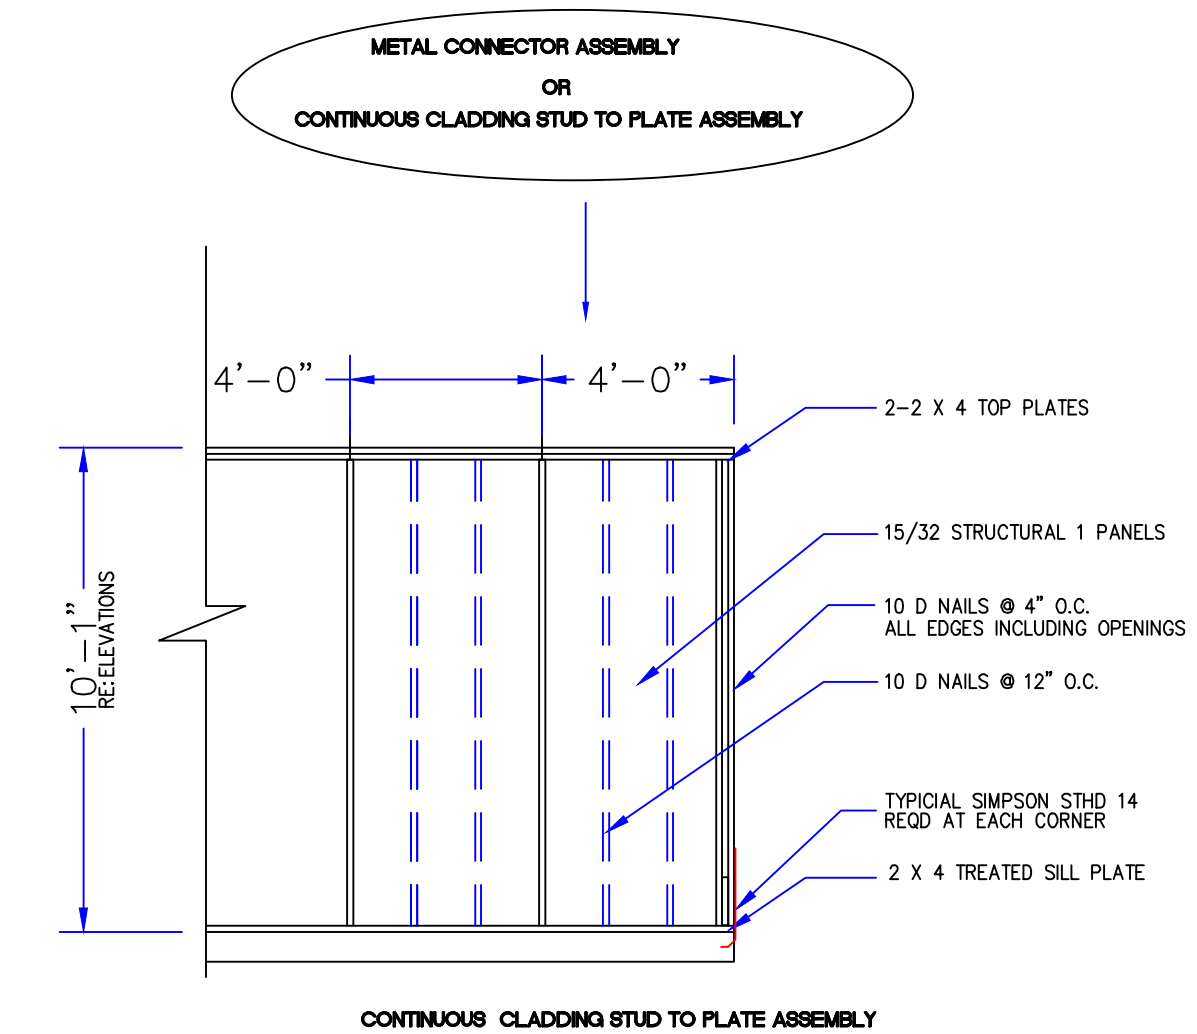 METAL CONNECTOR ASSEMBLY
OR
CONTINUOUS CLADDING STUD TO PLATE ASSEMBLY
4'-0"
4'-0"
2-2 X 4 TOP PLATES
15/32 STRUCTURAL 1 PANELS
10'-1"
RE: ELEVATIONS
10 D NAILS @ 4" O.C.
ALL EDGES INCLUDING OPENINGS
10 D NAILS @ 12" O.C.
TYPICIAL SIMPSON STHD 14
REQD AT EACH CORNER
2 X 4 TREATED SILL PLATE
CONTINUOUS CLADDING STUD TO PLATE ASSEMBLY